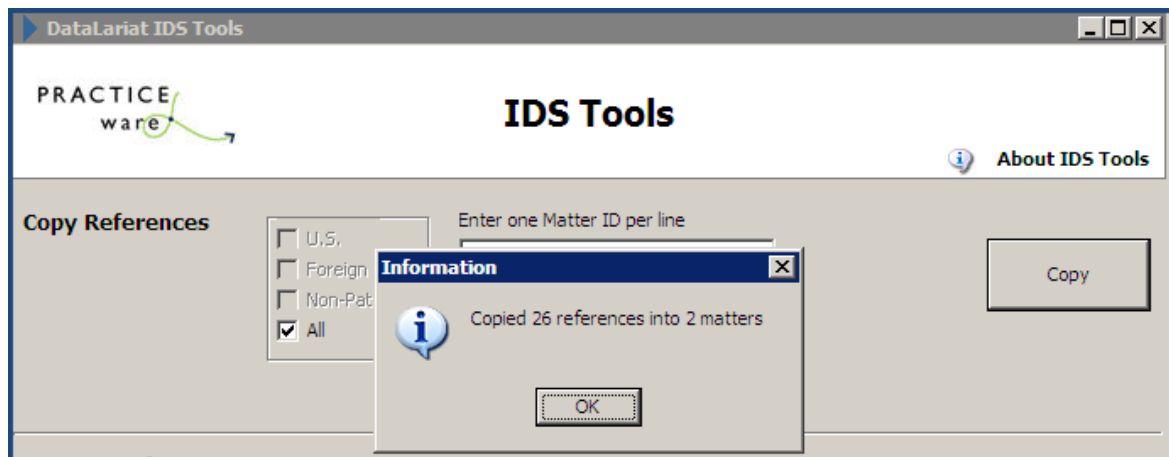 DataLariat IDS Tools
PRACTICE
ware
IDS Tools
About IDS Tools
Copy References
U.S.
Foreign
Non-Pat
All
Enter one Matter ID per line
Information
Copied 26 references into 2 matters
OK
Copy